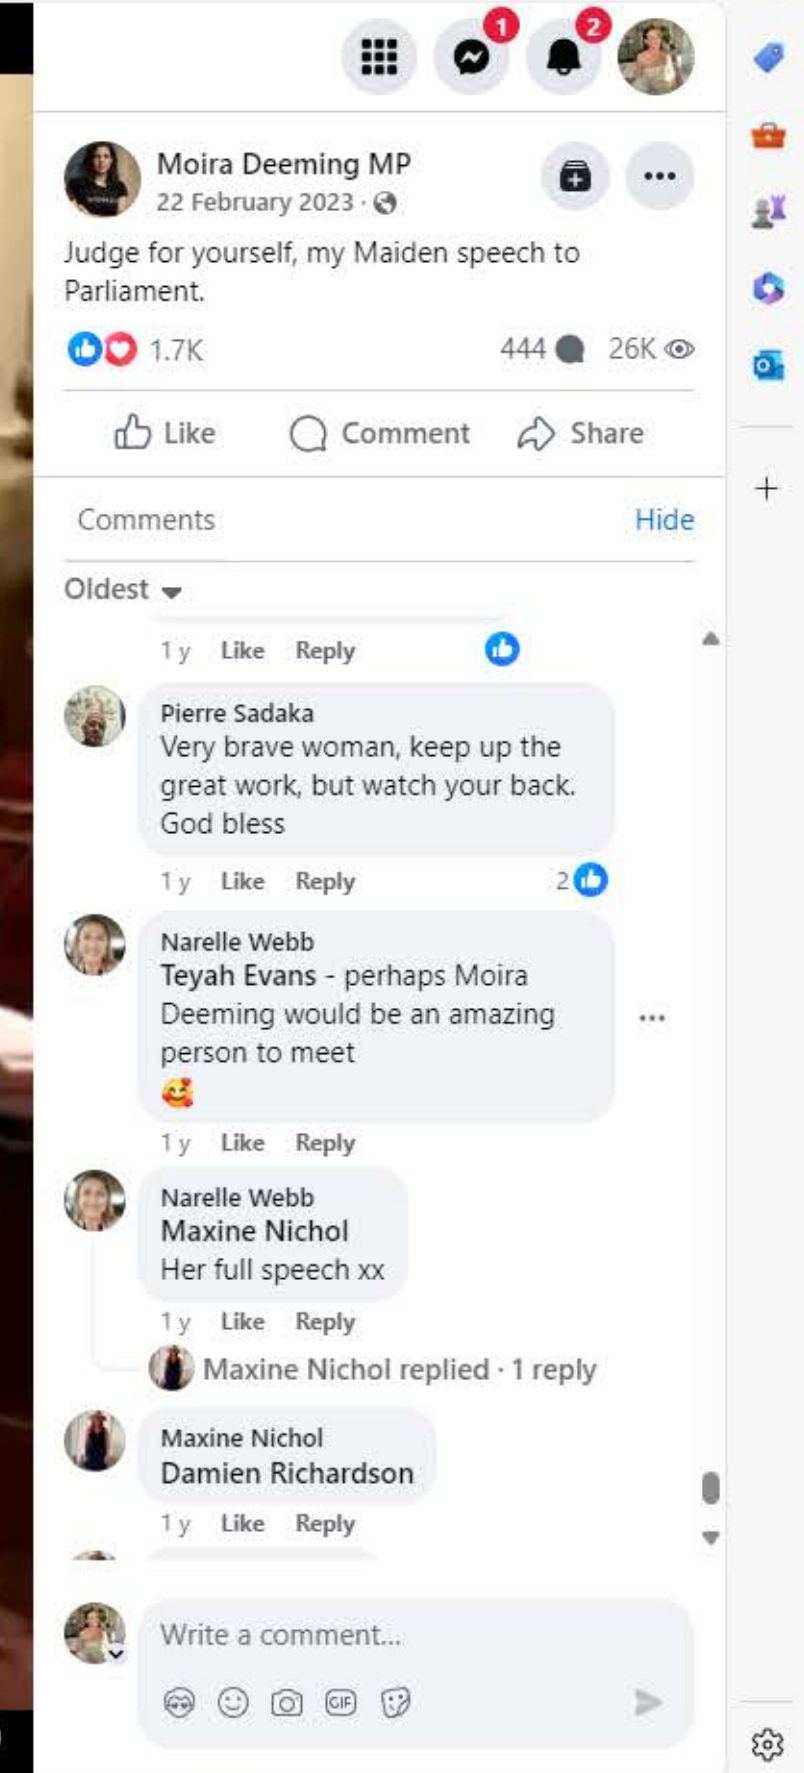 1
2
Moira Deeming MP
22 February 2023 ·
Judge for yourself, my Maiden speech to
Parliament.
1.7K
444
26K
Like
Comment
Share
Comments
Hide
Oldest
1 y Like Reply
Pierre Sadaka
Very brave woman, keep up the
great work, but watch your back.
God bless
1 y Like Reply
2
Narelle Webb
Teyah Evans - perhaps Moira
Deeming would be an amazing
person to meet
🥰
1 y Like Reply
Narelle Webb
Maxine Nichol
Her full speech xx
1 y Like Reply
Maxine Nichol replied · 1 reply
Maxine Nichol
Damien Richardson
1 y Like Reply
Write a comment...
GIF